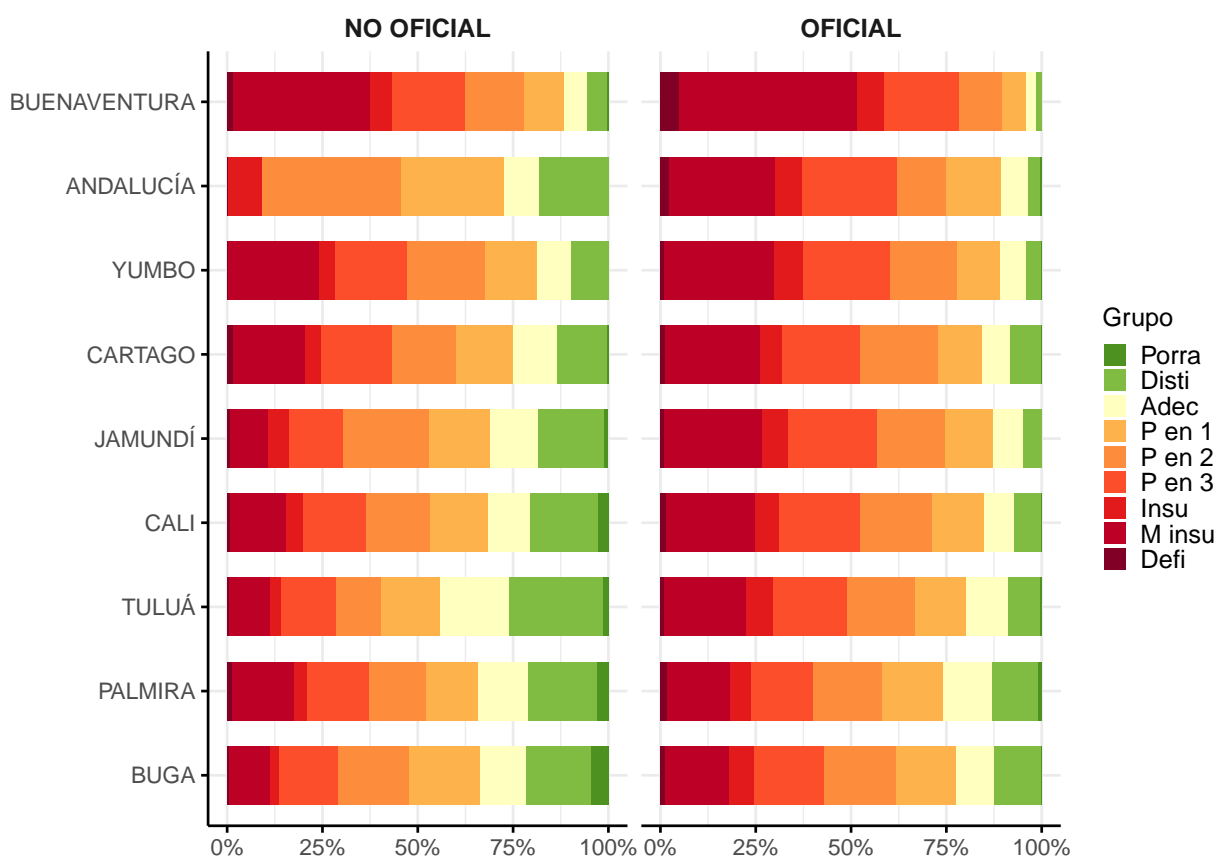 NO OFICIAL
OFICIAL
BUENAVENTURA
ANDALUCÍA
YUMBO
CARTAGO
JAMUNDÍ
CALI
TULUÁ
PALMIRA
BUGA
0% 25% 50% 75% 100%
0% 25% 50% 75% 100%
Grupo
Porra
Disti
Adec
P en 1
P en 2
P en 3
Insu
M insu
Defi